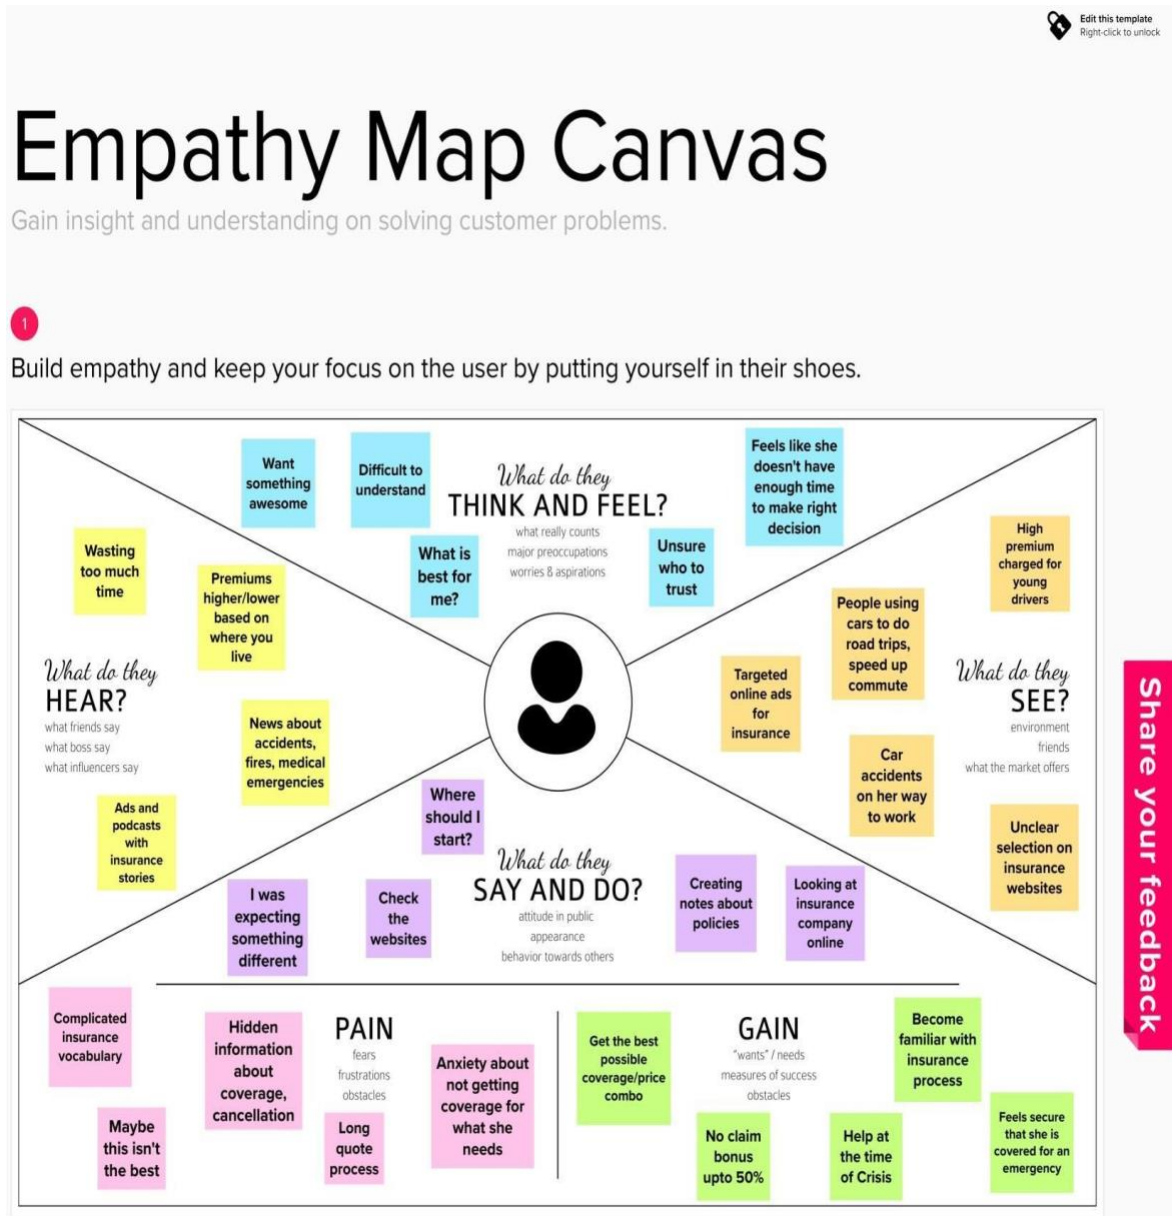 Edit this template
Right-click to unlock
Empathy Map Canvas
Gain insight and understanding on solving customer problems.
1
Build empathy and keep your focus on the user by putting yourself in their shoes.
What do they
THINK AND FEEL?
what really counts
major preoccupations
worries & aspirations
Want
something
awesome
Difficult to
understand
What is
best for
me?
Unsure
who to
trust
Feels like she
doesn't have
enough time
to make right
decision
What do they
HEAR?
what friends say
what boss say
what influencers say
Wasting
too much
time
Premiums
higher/lower
based on
where you
live
News about
accidents,
fires, medical
emergencies
Ads and
podcasts
with
insurance
stories
What do they
SEE?
environment
friends
what the market offers
High
premium
charged for
young
drivers
People using
cars to do
road trips,
speed up
commute
Targeted
online ads
for
insurance
Car
accidents
on her way
to work
Unclear
selection on
insurance
websites
What do they
SAY AND DO?
attitude in public
appearance
behavior towards others
Where
should I
start?
I was
expecting
something
different
Check
the
websites
Creating
notes about
policies
Looking at
insurance
company
online
PAIN
fears
frustrations
obstacles
Complicated
insurance
vocabulary
Maybe
this isn't
the best
Hidden
information
about
coverage,
cancellation
Long
quote
process
Anxiety about
not getting
coverage for
what she
needs
GAIN
"wants" / needs
measures of success
obstacles
Get the best
possible
coverage/price
combo
No claim
bonus
upto 50%
Help at
the time
of Crisis
Become
familiar with
insurance
process
Feels secure
that she is
covered for an
emergency
Share your feedback